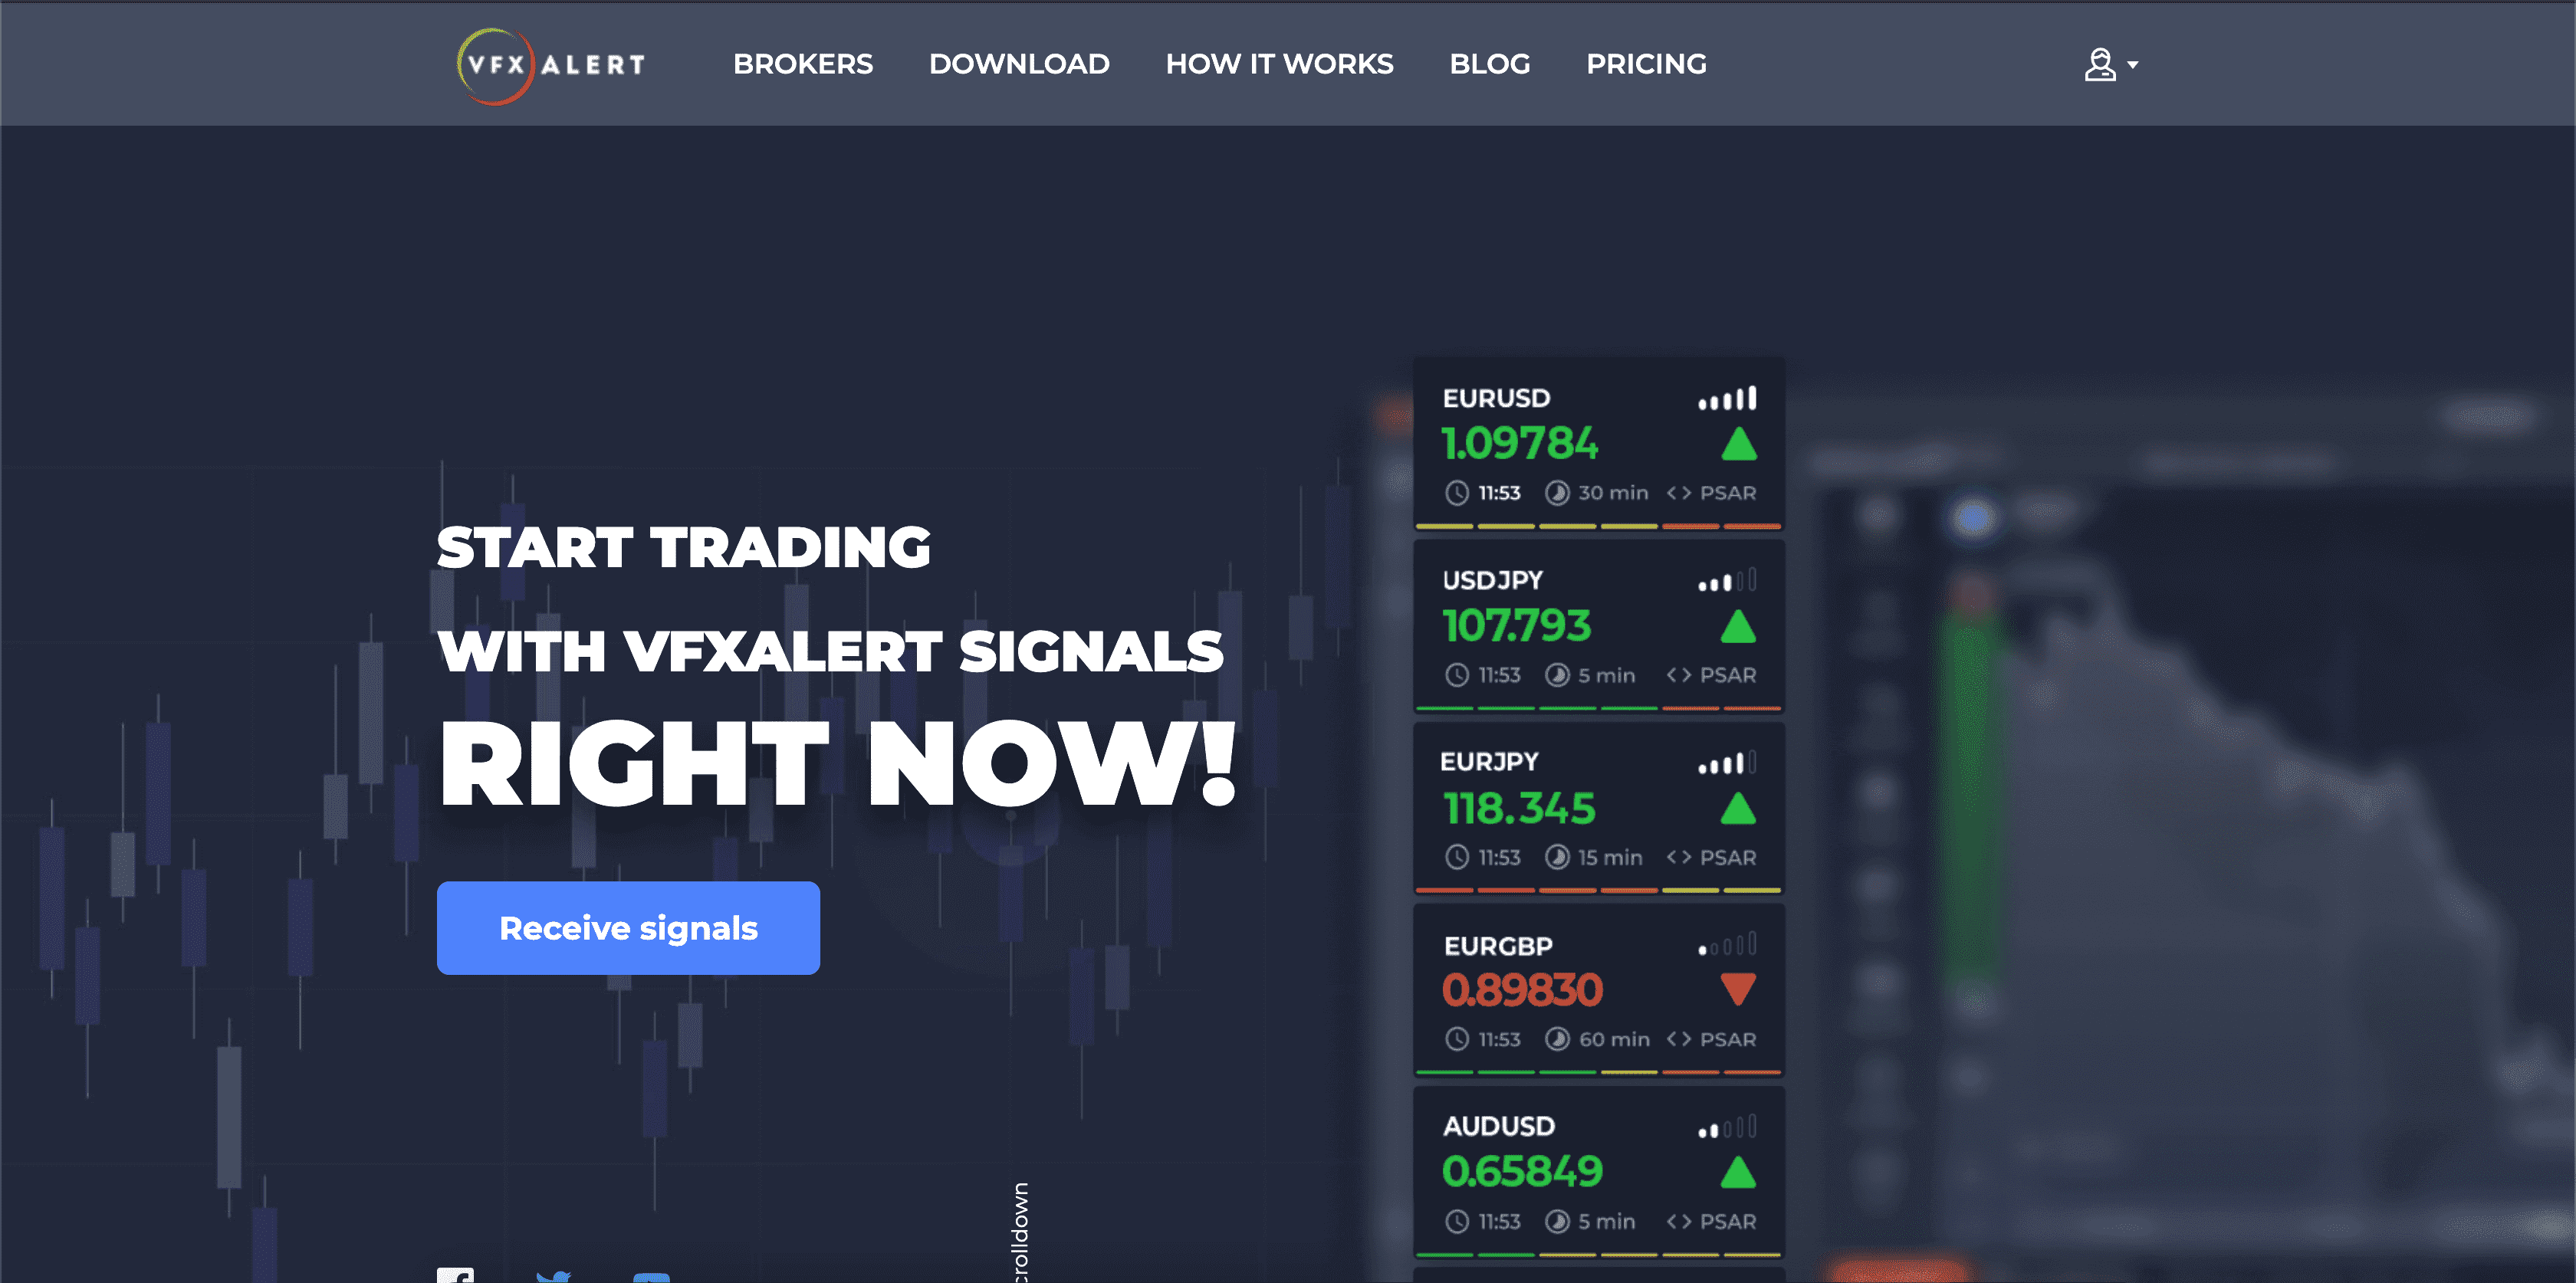 VFX ALERT
BROKERS
DOWNLOAD
HOW IT WORKS
BLOG
PRICING
START TRADING
WITH VFXALERT SIGNALS
RIGHT NOW!
Receive signals
EURUSD
1.09784
11:53 30 min <> PSAR
USDJPY
107.793
11:53 5 min <> PSAR
EURJPY
118.345
11:53 15 min <> PSAR
EURGBP
0.89830
11:53 60 min <> PSAR
AUDUSD
0.65849
11:53 5 min <> PSAR
crolldown